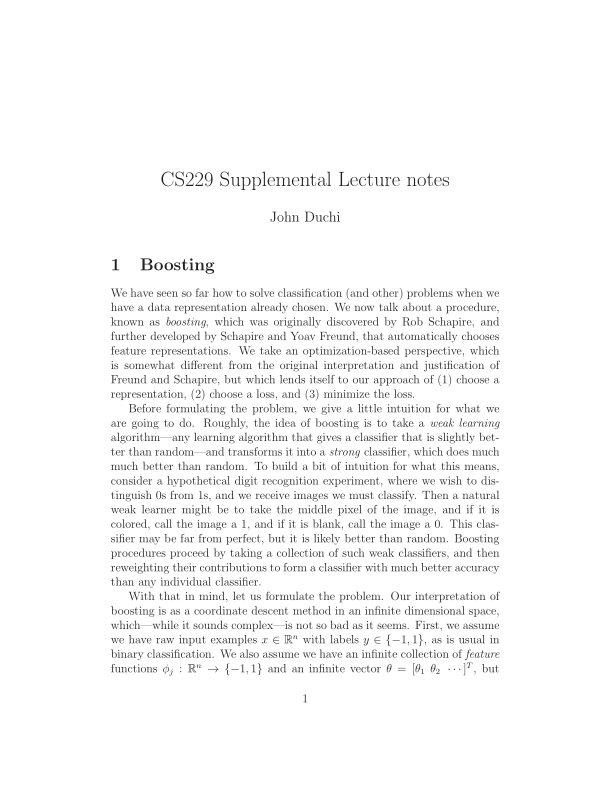 CS229 Supplemental Lecture notes
John Duchi
1 Boosting
We have seen so far how to solve classification (and other) problems when we
have a data representation already chosen. We now talk about a procedure,
known as boosting, which was originally discovered by Rob Schapire, and
further developed by Schapire and Yoav Freund, that automatically chooses
feature representations. We take an optimization-based perspective, which
is somewhat different from the original interpretation and justification of
Freund and Schapire, but which lends itself to our approach of (1) choose a
representation, (2) choose a loss, and (3) minimize the loss.
Before formulating the problem, we give a little intuition for what we
are going to do. Roughly, the idea of boosting is to take a weak learning
algorithm—any learning algorithm that gives a classifier that is slightly bet-
ter than random—and transforms it into a strong classifier, which does much
much better than random. To build a bit of intuition for what this means,
consider a hypothetical digit recognition experiment, where we wish to dis-
tinguish 0s from 1s, and we receive images we must classify. Then a natural
weak learner might be to take the middle pixel of the image, and if it is
colored, call the image a 1, and if it is blank, call the image a 0. This clas-
sifier may be far from perfect, but it is likely better than random. Boosting
procedures proceed by taking a collection of such weak classifiers, and then
reweighting their contributions to form a classifier with much better accuracy
than any individual classifier.
With that in mind, let us formulate the problem. Our interpretation of
boosting is as a coordinate descent method in an infinite dimensional space,
which—while it sounds complex—is not so bad as it seems. First, we assume
we have raw input examples x ∈ ℝⁿ with labels y ∈ {−1, 1}, as is usual in
binary classification. We also assume we have an infinite collection of feature
functions ϕⱼ : ℝⁿ → {−1, 1} and an infinite vector θ = [θ₁ θ₂ ⋯]ᵀ, but
1